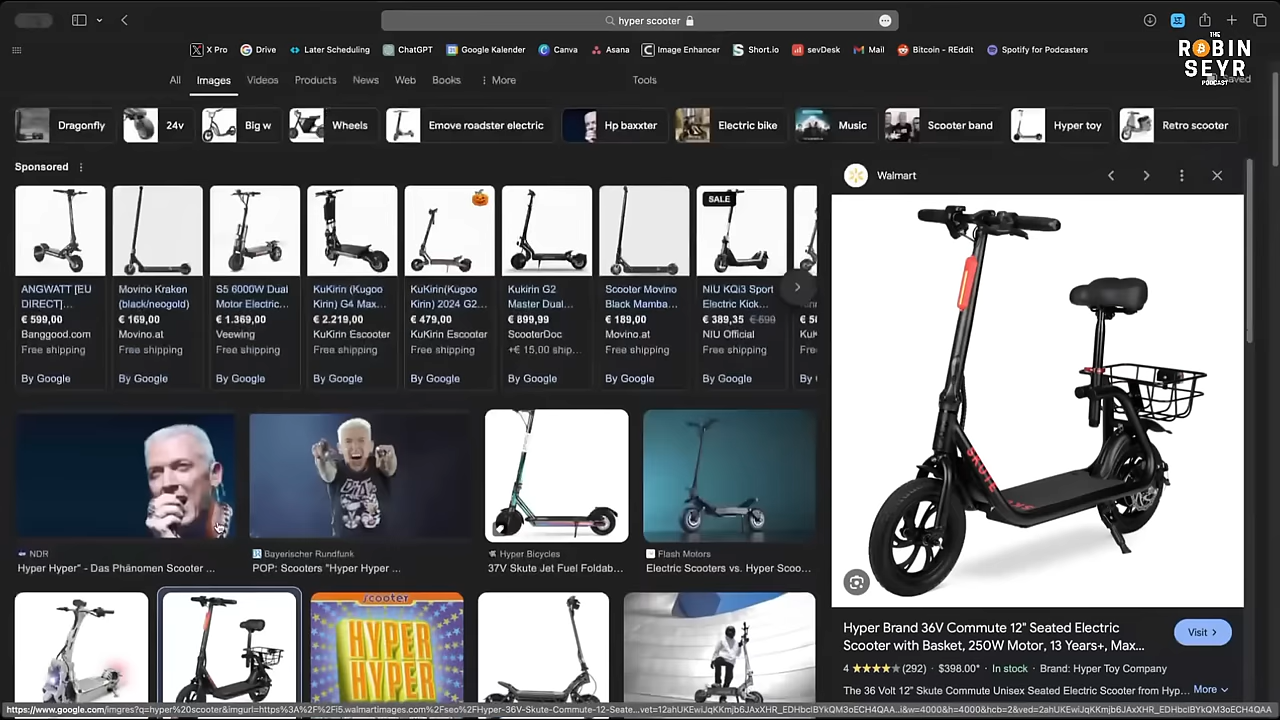 hyper scooter
X Pro
Drive
Later Scheduling
ChatGPT
Google Kalender
Canva
Asana
Image Enhancer
Short.io
sevDesk
Mail
Bitcoin - REddit
Spotify for Podcasters
THE
ROBIN
SEYR
PODCAST
All
Images
Videos
Products
News
Web
Books
More
Tools
Saved
Dragonfly
24v
Big w
Wheels
Emove roadster electric
Hp baxxter
Electric bike
Music
Scooter band
Hyper toy
Retro scooter
Sponsored
ANGWATT [EU
DIRECT]...
€ 599,00
Banggood.com
Free shipping
By Google
Movino Kraken
(black/neogold)
€ 169,00
Movino.at
Free shipping
By Google
S5 6000W Dual
Motor Electric...
€ 1.369,00
Veewing
Free shipping
By Google
KuKirin (Kugoo
Kirin) G4 Max...
€ 2.219,00
KuKirin Escooter
Free shipping
By Google
KuKirin(Kugoo
Kirin) 2024 G2...
€ 479,00
KuKirin Escooter
Free shipping
By Google
KuKirin G2
Master Dual...
€ 899,99
ScooterDoc
+€ 15,00 ship...
By Google
Scooter Movino
Black Mamba...
€ 189,00
Movino.at
Free shipping
By Google
SALE
NIU KQi3 Sport
Electric Kick...
€ 389,35 € 599
NIU Official
Free shipping
By Google
NDR
Hyper Hyper" - Das Phänomen Scooter ...
Bayerischer Rundfunk
POP: Scooters "Hyper Hyper ...
Hyper Bicycles
37V Skute Jet Fuel Foldab...
Flash Motors
Electric Scooters vs. Hyper Scoo...
scooter
HYPER
HYPER
Walmart
SKUTE
Hyper Brand 36V Commute 12" Seated Electric
Scooter with Basket, 250W Motor, 13 Years+, Max...
Visit
4 ★★★★ (292) · $398.00* · In stock · Brand: Hyper Toy Company
The 36 Volt 12" Skute Commute Unisex Seated Electric Scooter from Hyp... More